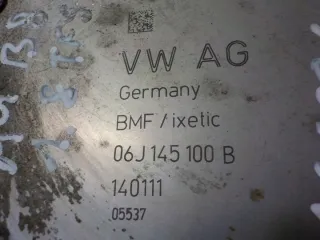 VW AG
Germany
BMF/ixetic
06J 145 100 B
140111
05537